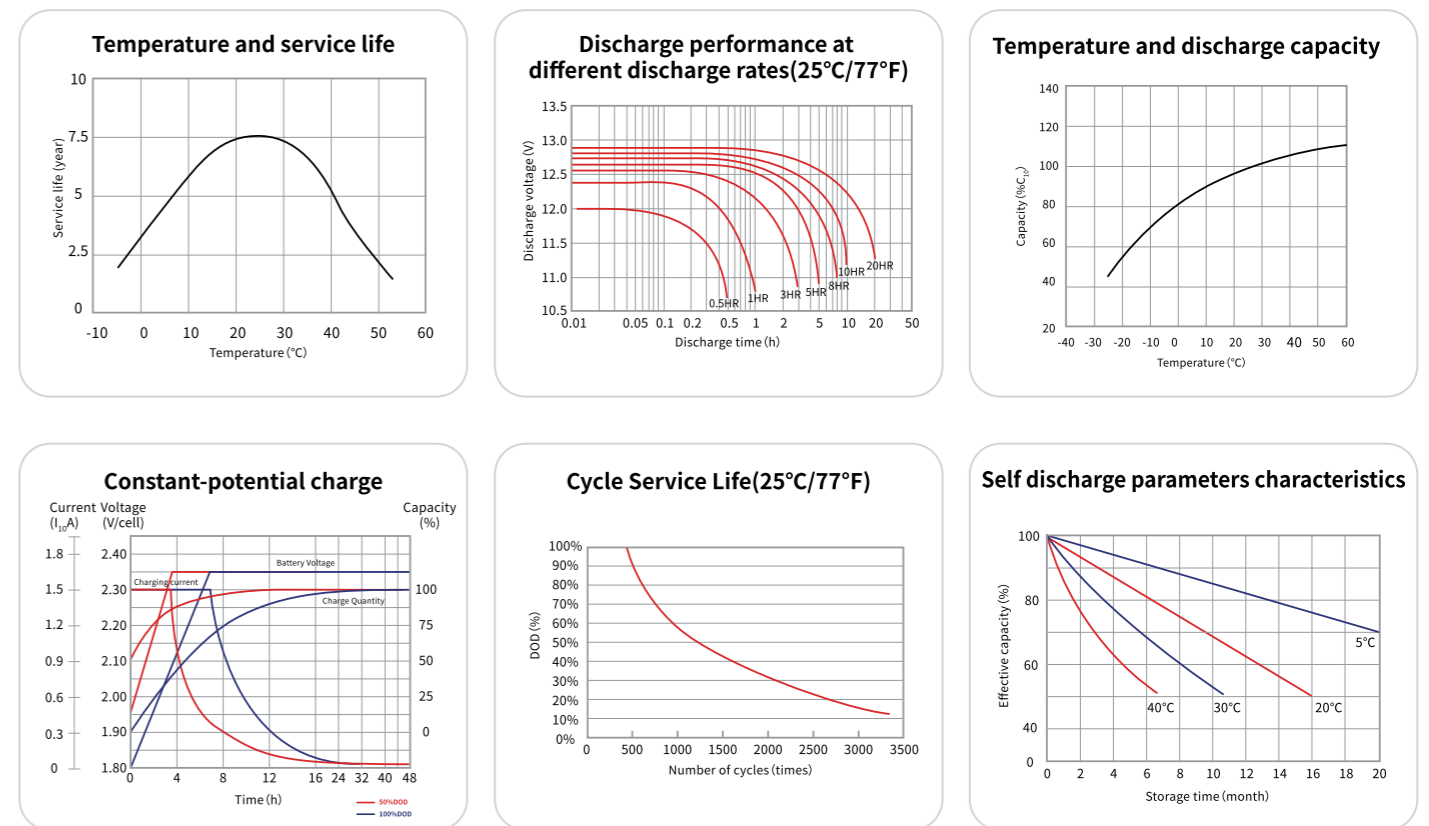 Temperature and service life
Service life (year)
10
7.5
5
2.5
0
-10 0 10 20 30 40 50 60
Temperature(℃)
Discharge performance at
different discharge rates(25℃/77℉)
Discharge voltage(V)
13.5
13.0
12.5
12.0
11.5
11.0
10.5
0.5HR 1HR 3HR 5HR 8HR 10HR 20HR
0.01 0.05 0.1 0.2 0.5 1 2 5 10 20 50
Discharge time(h)
Temperature and discharge capacity
Capacity (%C₁₀)
140
120
100
80
60
40
20
-40 -30 -20 -10 0 10 20 30 40 50 60
Temperature(℃)
Constant-potential charge
Current Voltage
(I₁₀A) (V/cell)
Capacity
(%)
1.8 2.40
1.5 2.30 100
1.2 2.20 75
0.9 2.10 50
0.6 2.00 25
0.3 1.90 0
0 1.80
Battery Voltage
Charging current
Charge Quantity
0 4 8 12 16 24 32 40 48
Time(h)
50%DOD
100%DOD
Cycle Service Life(25℃/77℉)
DOD(%)
100%
90%
80%
70%
60%
50%
40%
30%
20%
10%
0%
0 500 1000 1500 2000 2500 3000 3500
Number of cycles(times)
Self discharge parameters characteristics
Effective capacity(%)
100
80
60
40
0
5℃
40℃ 30℃ 20℃
0 2 4 6 8 10 12 14 16 18 20
Storage time(month)